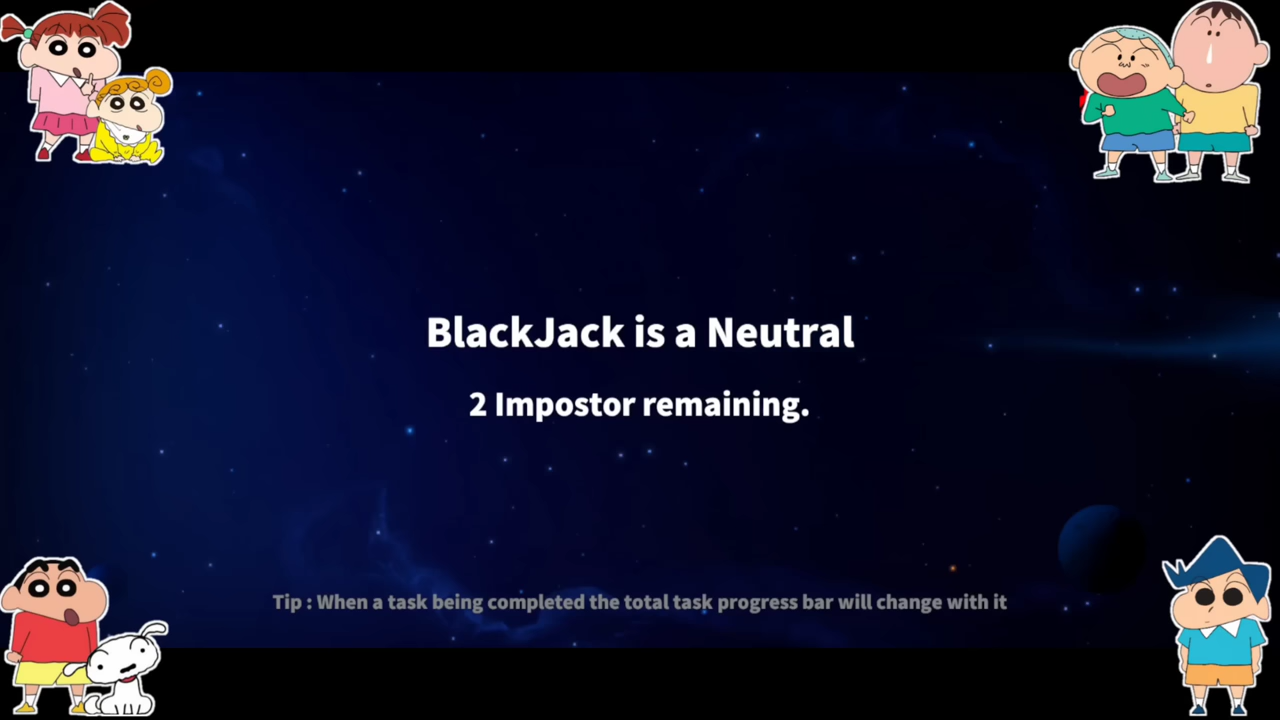 BlackJack is a Neutral
2 Impostor remaining.
Tip : When a task being completed the total task progress bar will change with it